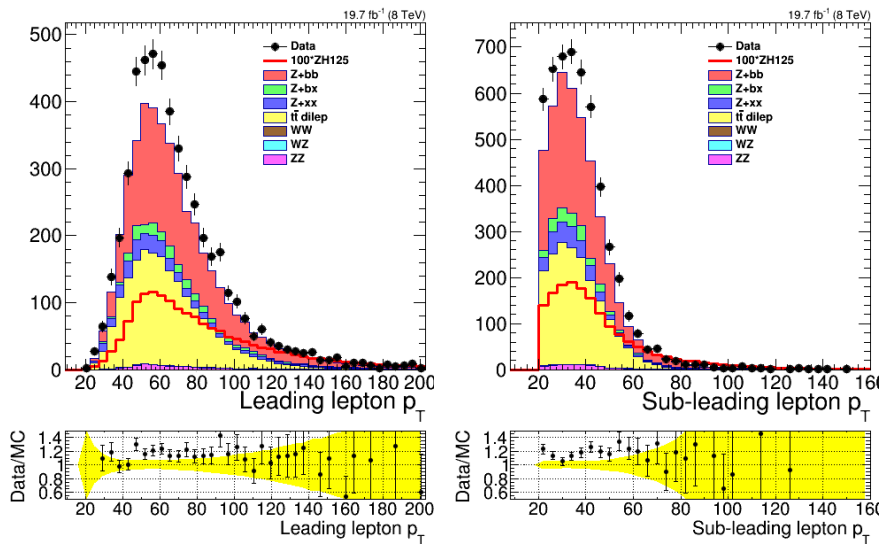 19.7 fb⁻¹ (8 TeV)
500
400
300
200
100
0
Data
100*ZH125
Z+bb
Z+bx
Z+xx
tt̄ dilep
WW
WZ
ZZ
0 20 40 60 80 100 120 140 160 180 200
Leading lepton p_T
Data/MC
1.4
1.2
1
0.8
0.6
0 20 40 60 80 100 120 140 160 180 200
Leading lepton p_T
19.7 fb⁻¹ (8 TeV)
700
600
500
400
300
200
100
0
Data
100*ZH125
Z+bb
Z+bx
Z+xx
tt̄ dilep
WW
WZ
ZZ
0 20 40 60 80 100 120 140 160
Sub-leading lepton p_T
Data/MC
1.4
1.2
1
0.8
0.6
0 20 40 60 80 100 120 140 160
Sub-leading lepton p_T